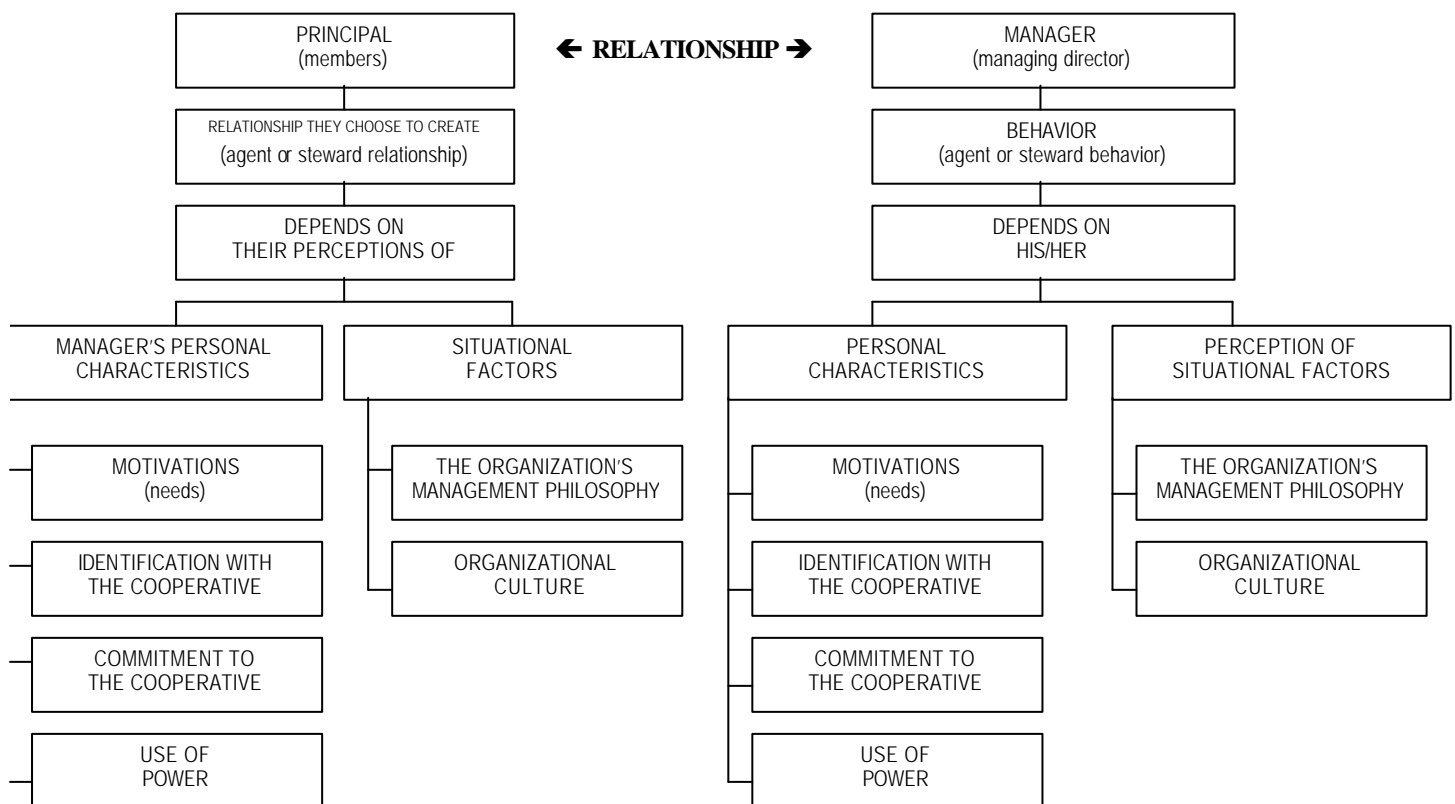 PRINCIPAL
(members)
🡸 RELATIONSHIP 🡺
MANAGER
(managing director)
RELATIONSHIP THEY CHOOSE TO CREATE
(agent or steward relationship)
BEHAVIOR
(agent or steward behavior)
DEPENDS ON
THEIR PERCEPTIONS OF
DEPENDS ON
HIS/HER
MANAGER'S PERSONAL
CHARACTERISTICS
SITUATIONAL
FACTORS
PERSONAL
CHARACTERISTICS
PERCEPTION OF
SITUATIONAL FACTORS
MOTIVATIONS
(needs)
THE ORGANIZATION'S
MANAGEMENT PHILOSOPHY
MOTIVATIONS
(needs)
THE ORGANIZATION'S
MANAGEMENT PHILOSOPHY
IDENTIFICATION WITH
THE COOPERATIVE
ORGANIZATIONAL
CULTURE
IDENTIFICATION WITH
THE COOPERATIVE
ORGANIZATIONAL
CULTURE
COMMITMENT TO
THE COOPERATIVE
COMMITMENT TO
THE COOPERATIVE
USE OF
POWER
USE OF
POWER